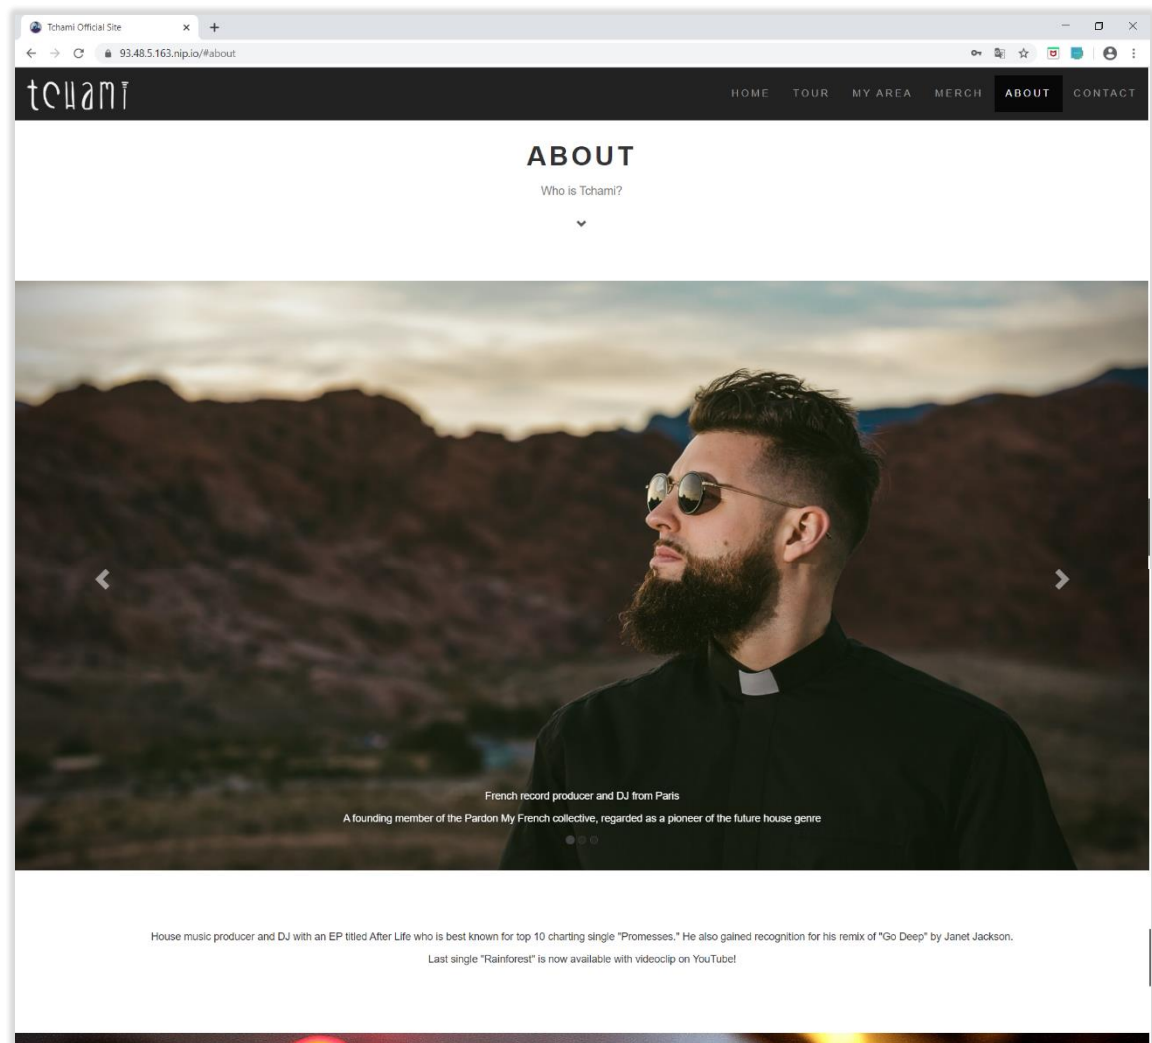 Tchami Official Site
93.48.5.163.nip.io/#about
tchami
HOME TOUR MY AREA MERCH ABOUT CONTACT
ABOUT
Who is Tchami?
French record producer and DJ from Paris
A founding member of the Pardon My French collective, regarded as a pioneer of the future house genre
House music producer and DJ with an EP titled After Life who is best known for top 10 charting single "Promesses." He also gained recognition for his remix of "Go Deep" by Janet Jackson.
Last single "Rainforest" is now available with videoclip on YouTube!